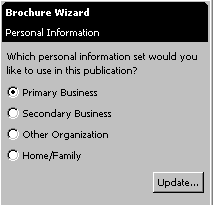 Brochure Wizard
Personal Information
Which personal information set would you
like to use in this publication?
Primary Business
Secondary Business
Other Organization
Home/Family
Update...